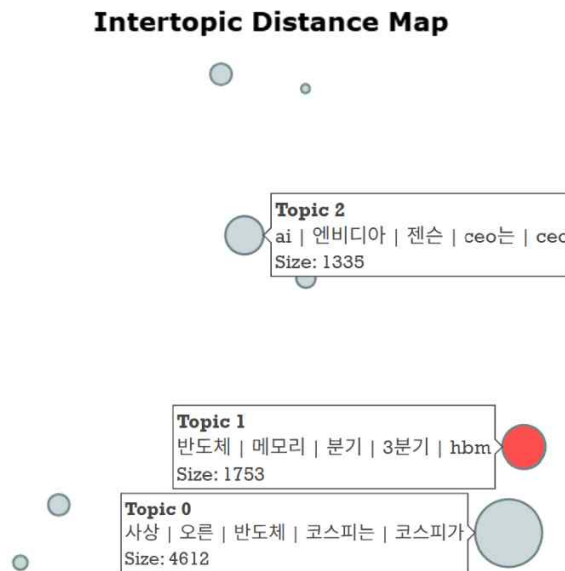 Intertopic Distance Map
Topic 2
ai | 엔비디아 | 젠슨 | ceo는 | ceo
Size: 1335
Topic 1
반도체 | 메모리 | 분기 | 3분기 | hbm
Size: 1753
Topic 0
사상 | 오른 | 반도체 | 코스피는 | 코스피가
Size: 4612